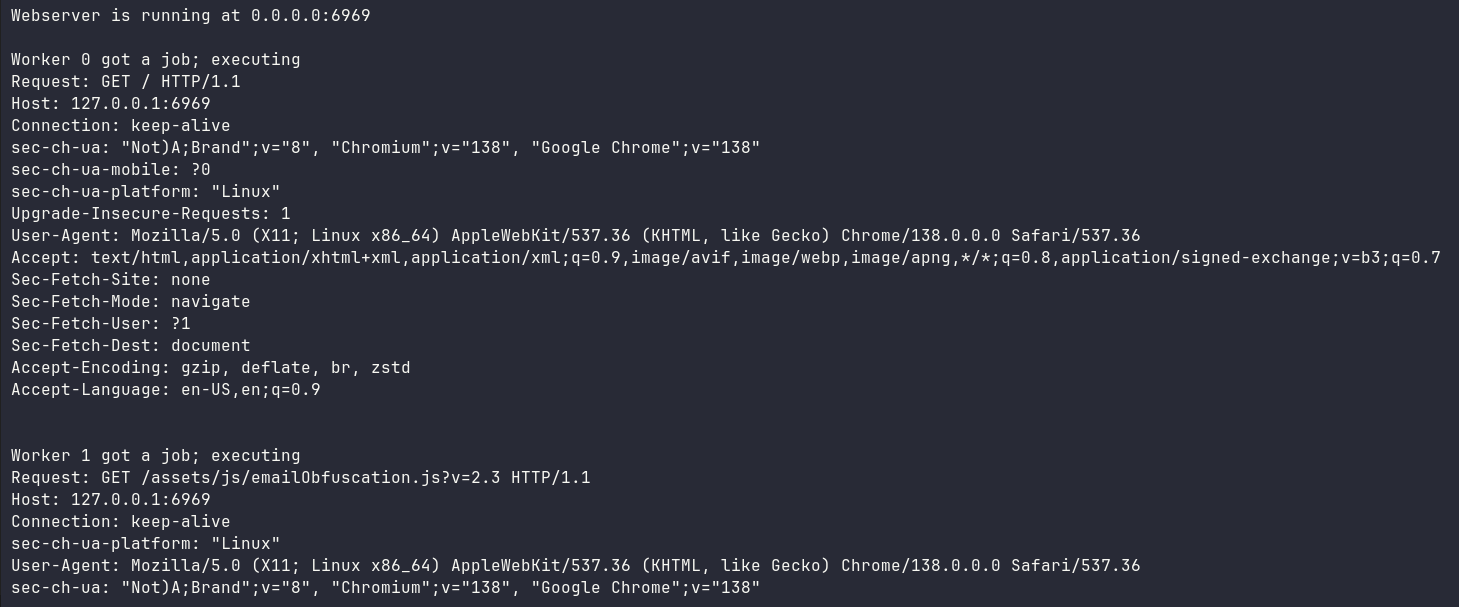 Webserver is running at 0.0.0.0:6969
Worker 0 got a job; executing
Request: GET / HTTP/1.1
Host: 127.0.0.1:6969
Connection: keep-alive
sec-ch-ua: "Not)A;Brand";v="8", "Chromium";v="138", "Google Chrome";v="138"
sec-ch-ua-mobile: ?0
sec-ch-ua-platform: "Linux"
Upgrade-Insecure-Requests: 1
User-Agent: Mozilla/5.0 (X11; Linux x86_64) AppleWebKit/537.36 (KHTML, like Gecko) Chrome/138.0.0.0 Safari/537.36
Accept: text/html,application/xhtml+xml,application/xml;q=0.9,image/avif,image/webp,image/apng,*/*;q=0.8,application/signed-exchange;v=b3;q=0.7
Sec-Fetch-Site: none
Sec-Fetch-Mode: navigate
Sec-Fetch-User: ?1
Sec-Fetch-Dest: document
Accept-Encoding: gzip, deflate, br, zstd
Accept-Language: en-US,en;q=0.9
Worker 1 got a job; executing
Request: GET /assets/js/emailObfuscation.js?v=2.3 HTTP/1.1
Host: 127.0.0.1:6969
Connection: keep-alive
sec-ch-ua-platform: "Linux"
User-Agent: Mozilla/5.0 (X11; Linux x86_64) AppleWebKit/537.36 (KHTML, like Gecko) Chrome/138.0.0.0 Safari/537.36
sec-ch-ua: "Not)A;Brand";v="8", "Chromium";v="138", "Google Chrome";v="138"